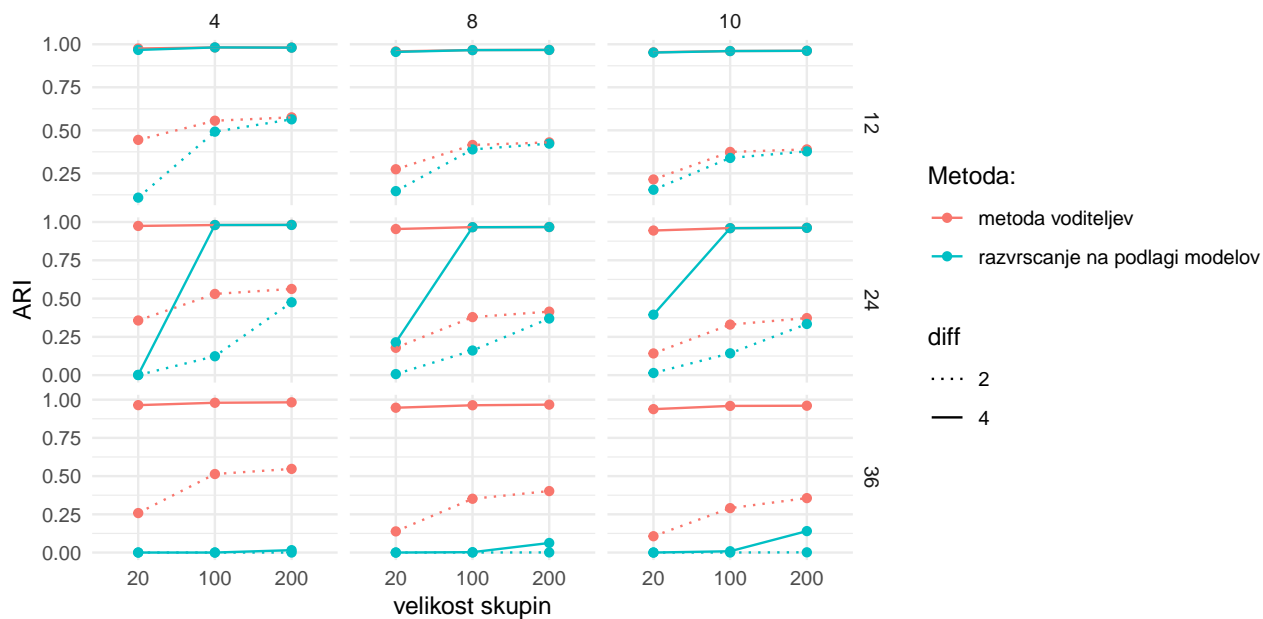 4 8 10
1.00
0.75
0.50
0.25
12
1.00
0.75
0.50
0.25
0.00
24
1.00
0.75
0.50
0.25
0.00
36
ARI
20 100 200 20 100 200 20 100 200
velikost skupin
Metoda:
metoda voditeljev
razvrscanje na podlagi modelov
diff
2
4